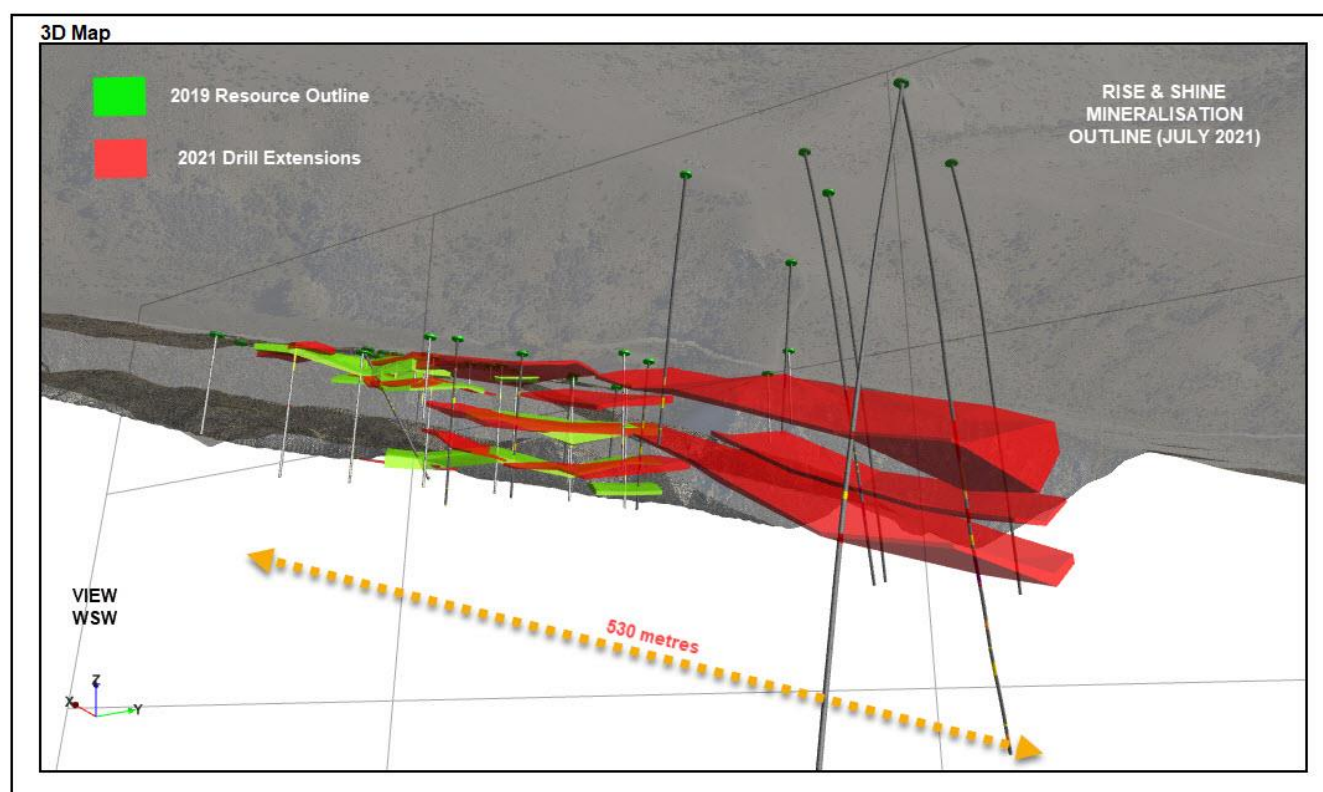 3D Map
2019 Resource Outline
2021 Drill Extensions
RISE & SHINE
MINERALISATION
OUTLINE (JULY 2021)
530 metres
VIEW
WSW
Z
X
Y